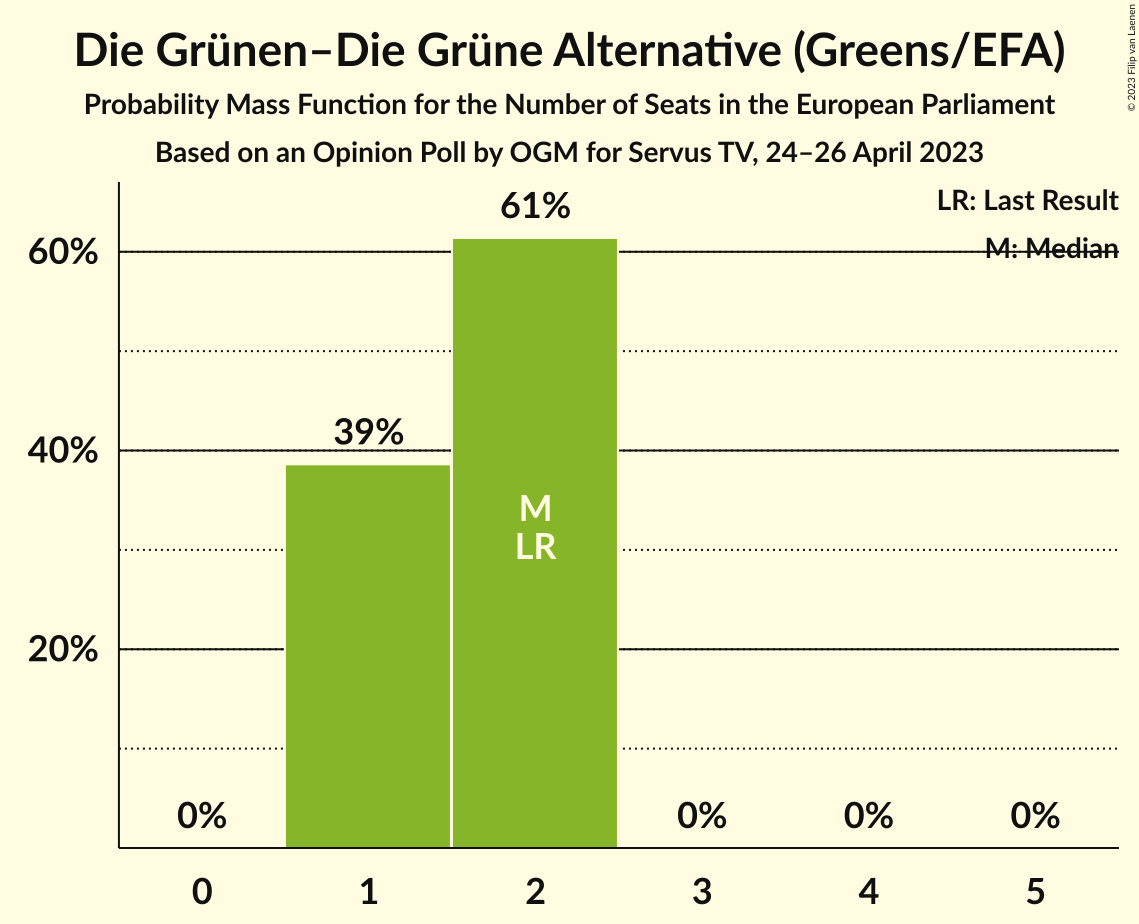 Die Grünen–Die Grüne Alternative (Greens/EFA)
Probability Mass Function for the Number of Seats in the European Parliament
Based on an Opinion Poll by OGM for Servus TV, 24–26 April 2023
© 2023 Filip van Laenen
LR: Last Result
M: Median
61%
60%
39%
40%
M
LR
20%
0%
0%
0%
0%
0 1 2 3 4 5